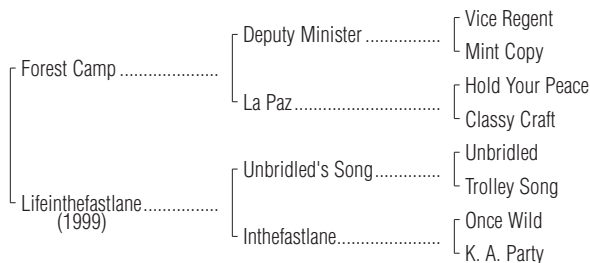 Vice Regent
Deputy Minister ................
Mint Copy
Forest Camp .....................
Hold Your Peace
La Paz...............................
Classy Craft
Unbridled
Unbridled's Song..............
Trolley Song
Lifeinthefastlane................
(1999)
Once Wild
Inthefastlane......................
K. A. Party